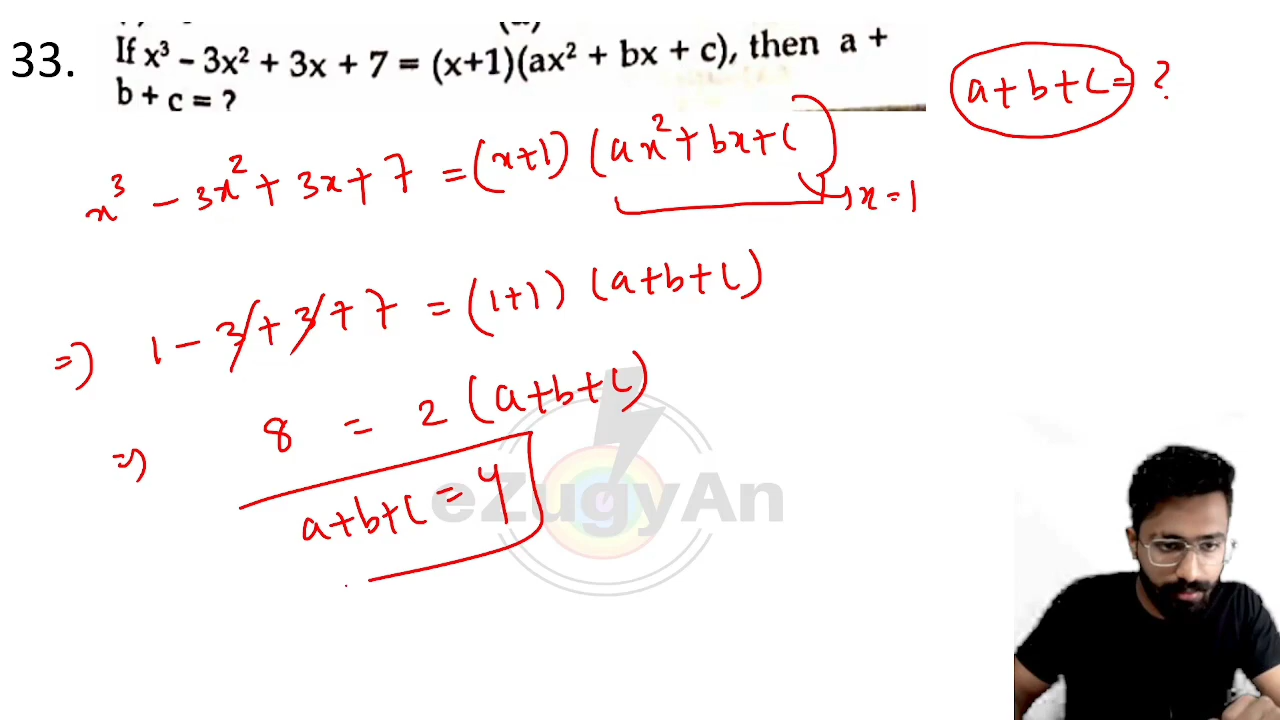 33.
If x³ – 3x² + 3x + 7 = (x+1)(ax² + bx + c), then a +
b + c = ?
a+b+c = ?
x³ – 3x² + 3x + 7 = (x+1) (ax² + bx + c)
x = 1
=) 1 – 3 + 3 + 7 = (1+1) (a+b+c)
=) 8 = 2 (a+b+c)
a+b+c = 4
eZugyAn